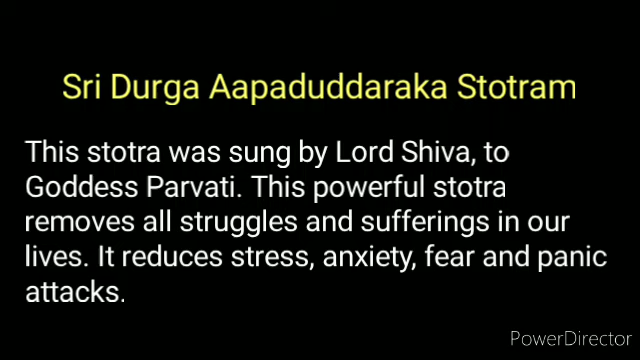 Sri Durga Aapaduddaraka Stotram
This stotra was sung by Lord Shiva, to
Goddess Parvati. This powerful stotra
removes all struggles and sufferings in our
lives. It reduces stress, anxiety, fear and panic
attacks.
PowerDirector